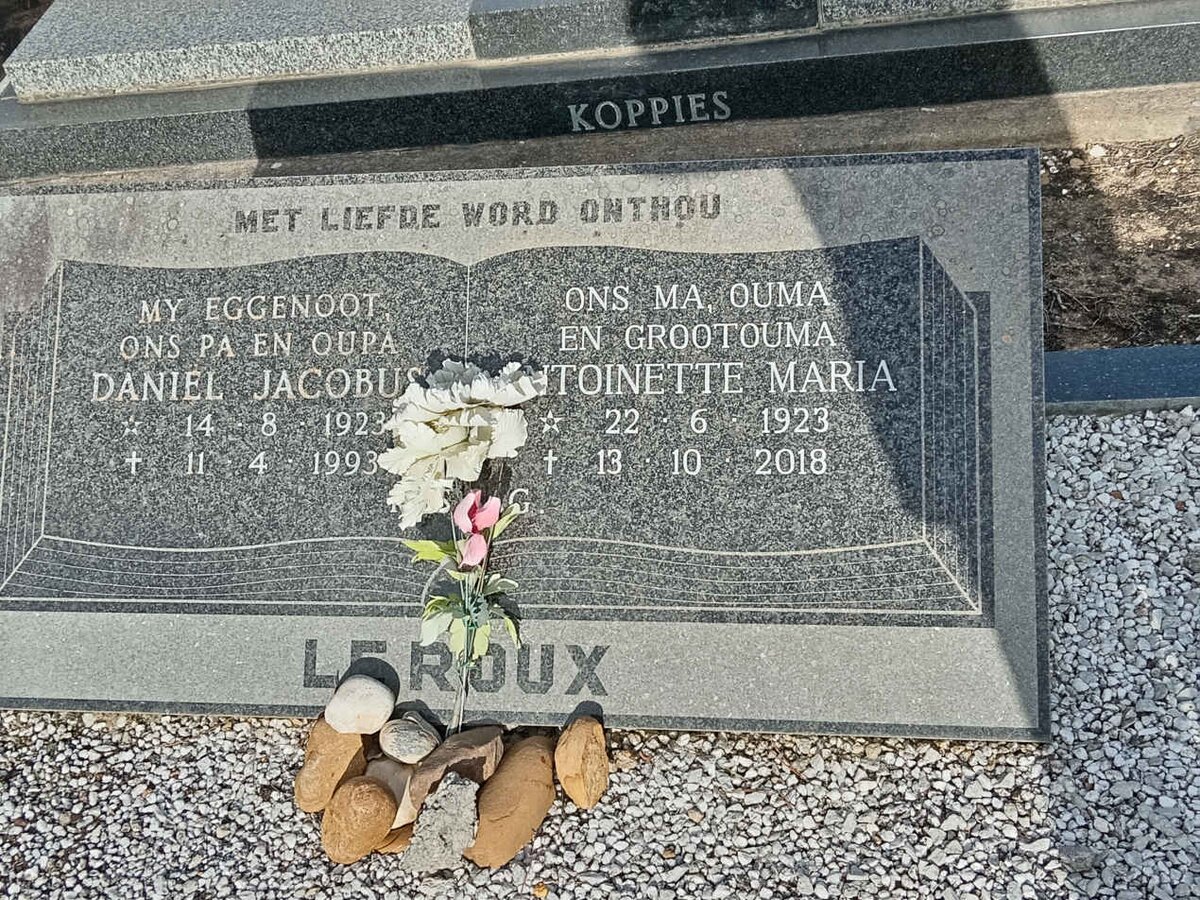 KOPPIES
MET LIEFDE WORD ONTHOU
MY EGGENOOT,
ONS PA EN OUPA
DANIEL JACOBUS
☆ 14 · 8 · 1923
✝ 11 · 4 · 1993
ONS MA, OUMA
EN GROOTOUMA
TOINETTE MARIA
☆ 22 · 6 · 1923
✝ 13 · 10 · 2018
G.
LE ROUX